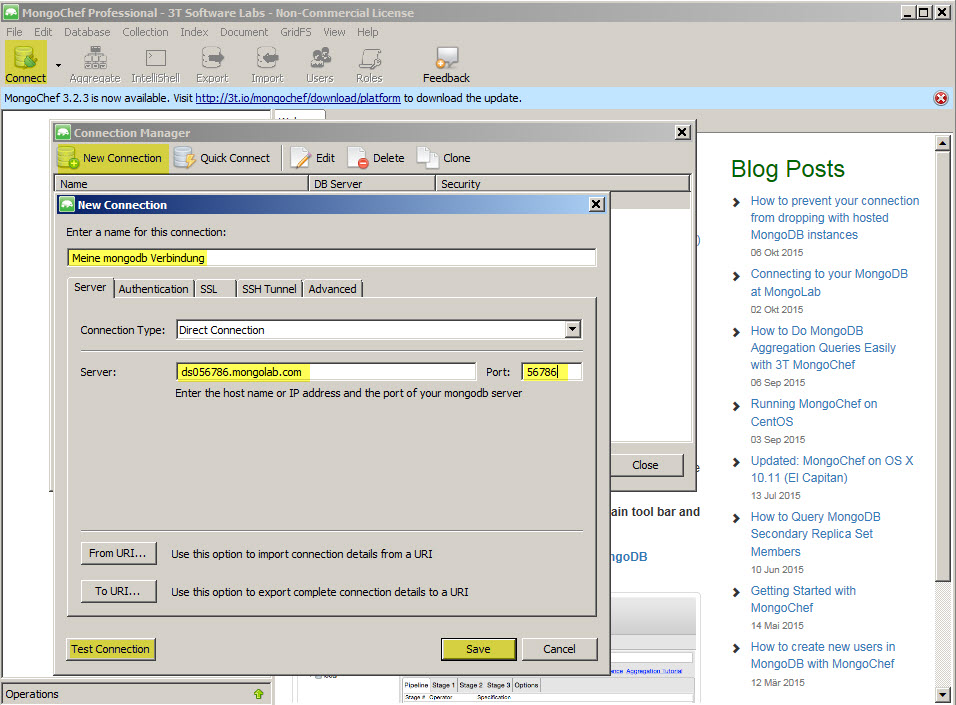 MongoChef Professional - 3T Software Labs - Non-Commercial License
File Edit Database Collection Index Document GridFS View Help
Connect Aggregate IntelliShell Export Import Users Roles Feedback
MongoChef 3.2.3 is now available. Visit http://3t.io/mongochef/download/platform to download the update.
Connection Manager
New Connection Quick Connect Edit Delete Clone
Name DB Server Security
New Connection
Enter a name for this connection:
Meine mongodb Verbindung
Server Authentication SSL SSH Tunnel Advanced
Connection Type: Direct Connection
Server: ds056786.mongolab.com Port: 56786
Enter the host name or IP address and the port of your mongodb server
From URI... Use this option to import connection details from a URI
To URI... Use this option to export complete connection details to a URI
Test Connection Save Cancel
Close
ain tool bar and
ngoDB
ence Aggregation Tutorial
Pipeline Stage 1 Stage 2 Stage 3 Options
Stage # Operator Specification
Operations
Blog Posts
How to prevent your connection
from dropping with hosted
MongoDB instances
06 Okt 2015
Connecting to your MongoDB
at MongoLab
02 Okt 2015
How to Do MongoDB
Aggregation Queries Easily
with 3T MongoChef
06 Sep 2015
Running MongoChef on
CentOS
03 Sep 2015
Updated: MongoChef on OS X
10.11 (El Capitan)
13 Jul 2015
How to Query MongoDB
Secondary Replica Set
Members
10 Jun 2015
Getting Started with
MongoChef
14 Mai 2015
How to create new users in
MongoDB with MongoChef
12 Mär 2015